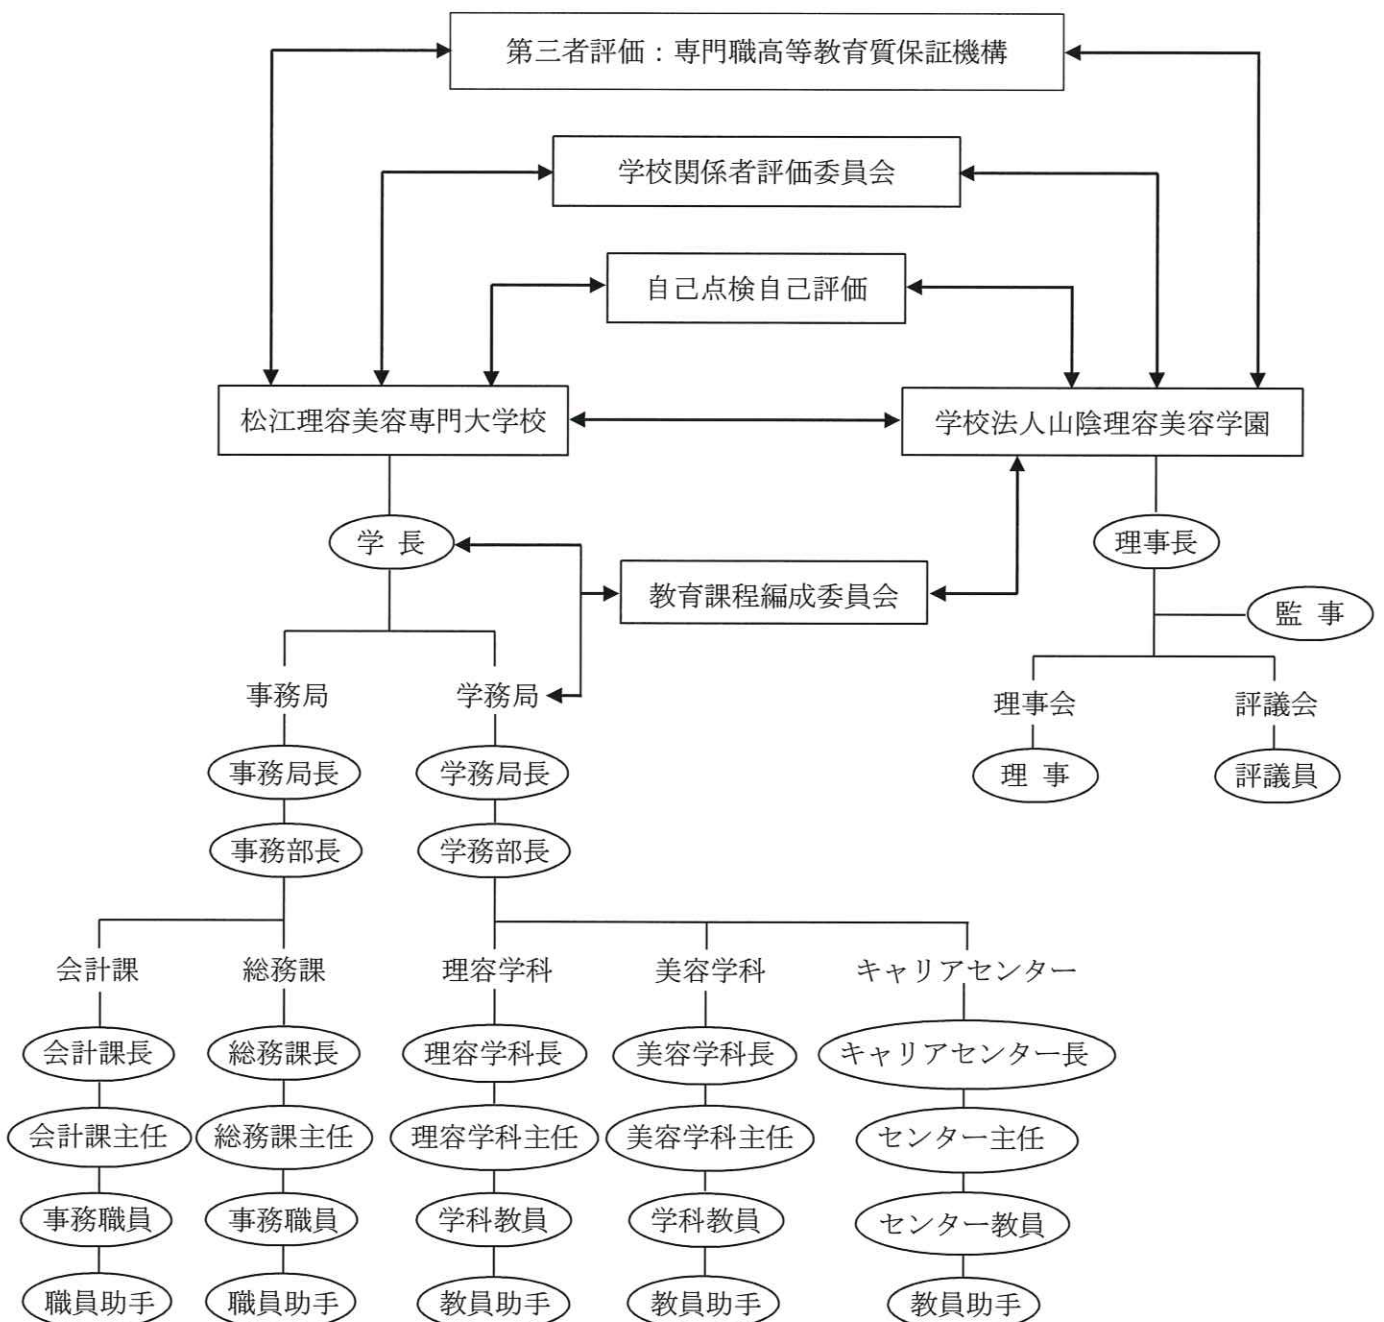 第三者評価：専門職高等教育質保証機構
学校関係者評価委員会
自己点検自己評価
松江理容美容専門大学校
学校法人山陰理容美容学園
学 長
理事長
教育課程編成委員会
監 事
事務局
学務局
理事会
評議会
事務局長
学務局長
理 事
評議員
事務部長
学務部長
会計課
総務課
理容学科
美容学科
キャリアセンター
会計課長
総務課長
理容学科長
美容学科長
キャリアセンター長
会計課主任
総務課主任
理容学科主任
美容学科主任
センター主任
事務職員
事務職員
学科教員
学科教員
センター教員
職員助手
職員助手
教員助手
教員助手
教員助手